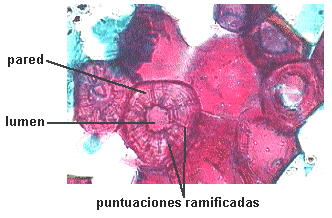 pared
lumen
puntuaciones ramificadas